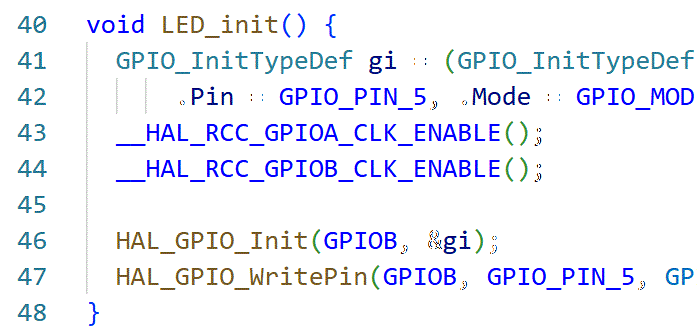 40 void LED_init() {
41 GPIO_InitTypeDef gi = (GPIO_InitTypeDef
42 .Pin = GPIO_PIN_5, .Mode = GPIO_MOD
43 __HAL_RCC_GPIOA_CLK_ENABLE();
44 __HAL_RCC_GPIOB_CLK_ENABLE();
45
46 HAL_GPIO_Init(GPIOB, &gi);
47 HAL_GPIO_WritePin(GPIOB, GPIO_PIN_5, GP
48 }